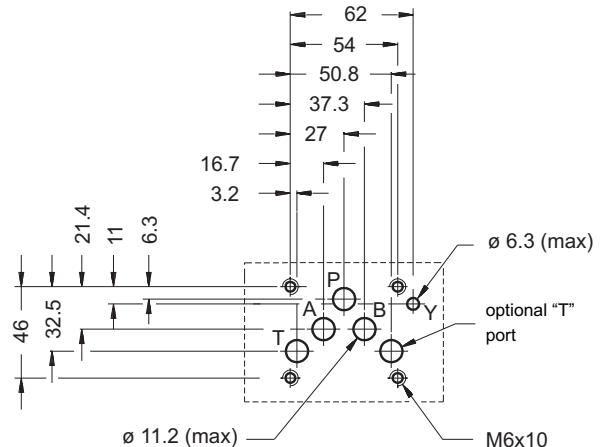 62
54
50.8
37.3
27
16.7
3.2
21.4
11
6.3
46
32.5
ø 6.3 (max)
P
A
B
Y
T
optional “T”
port
ø 11.2 (max)
M6x10